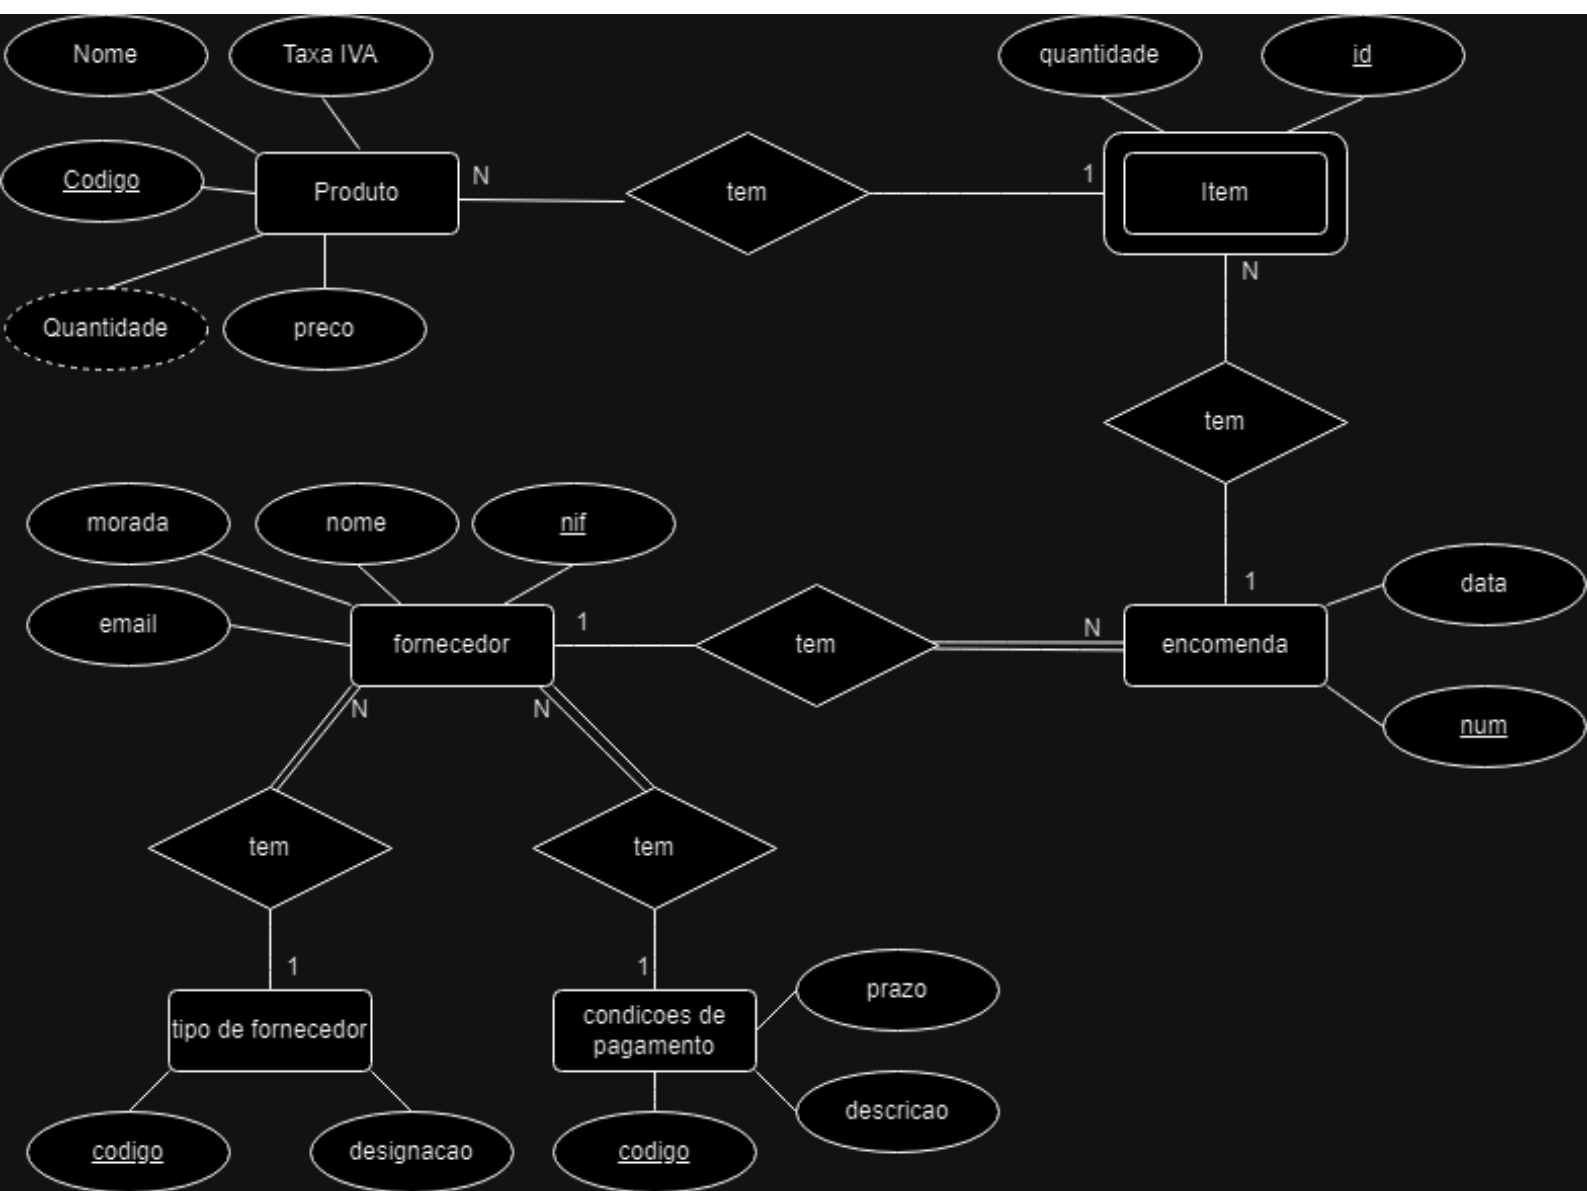 Nome
Taxa IVA
quantidade
id
Codigo
Produto
N
tem
1
Item
Quantidade
preco
N
tem
morada
nome
nif
1
data
email
fornecedor
1
tem
N
encomenda
N
N
num
tem
tem
1
1
prazo
tipo de fornecedor
condicoes de
pagamento
descricao
codigo
designacao
codigo